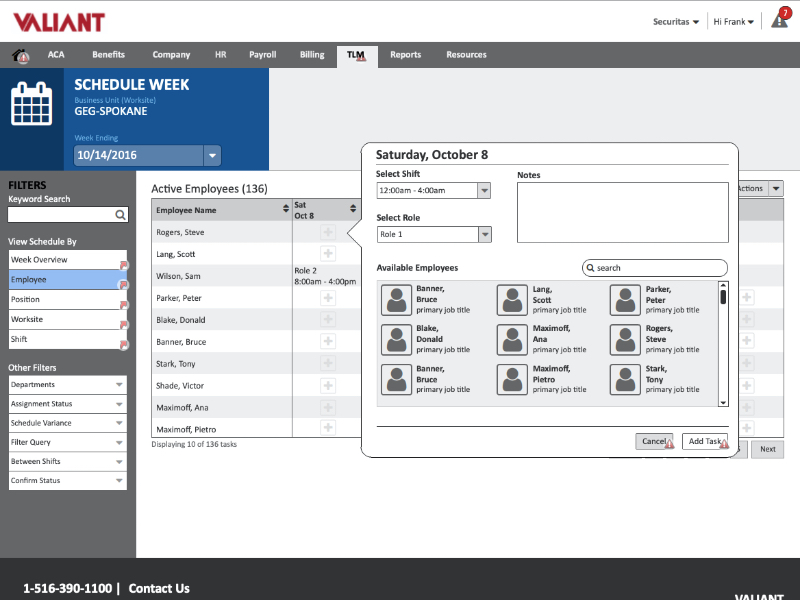 VALIANT
Securitas
Hi Frank
7
ACA
Benefits
Company
HR
Payroll
Billing
TLM
Reports
Resources
SCHEDULE WEEK
Business Unit (Worksite)
GEG-SPOKANE
Week Ending
10/14/2016
FILTERS
Keyword Search
View Schedule By
Week Overview
Employee
Position
Worksite
Shift
Other Filters
Departments
Assignment Status
Schedule Variance
Filter Query
Between Shifts
Confirm Status
Active Employees (136)
Employee Name
Sat
Oct 8
Rogers, Steve
Lang, Scott
Wilson, Sam
Role 2
8:00am - 4:00pm
Parker, Peter
Blake, Donald
Banner, Bruce
Stark, Tony
Shade, Victor
Maximoff, Ana
Maximoff, Pietro
Displaying 10 of 136 tasks
Saturday, October 8
Select Shift
12:00am - 4:00am
Select Role
Role 1
Notes
Available Employees
search
Banner,
Bruce
primary job title
Lang,
Scott
primary job title
Parker,
Peter
primary job title
Blake,
Donald
primary job title
Maximoff,
Ana
primary job title
Rogers,
Steve
primary job title
Banner,
Bruce
primary job title
Maximoff,
Pietro
primary job title
Stark,
Tony
primary job title
Cancel
Add Task
Next
1-516-390-1100 | Contact Us
VALIANT